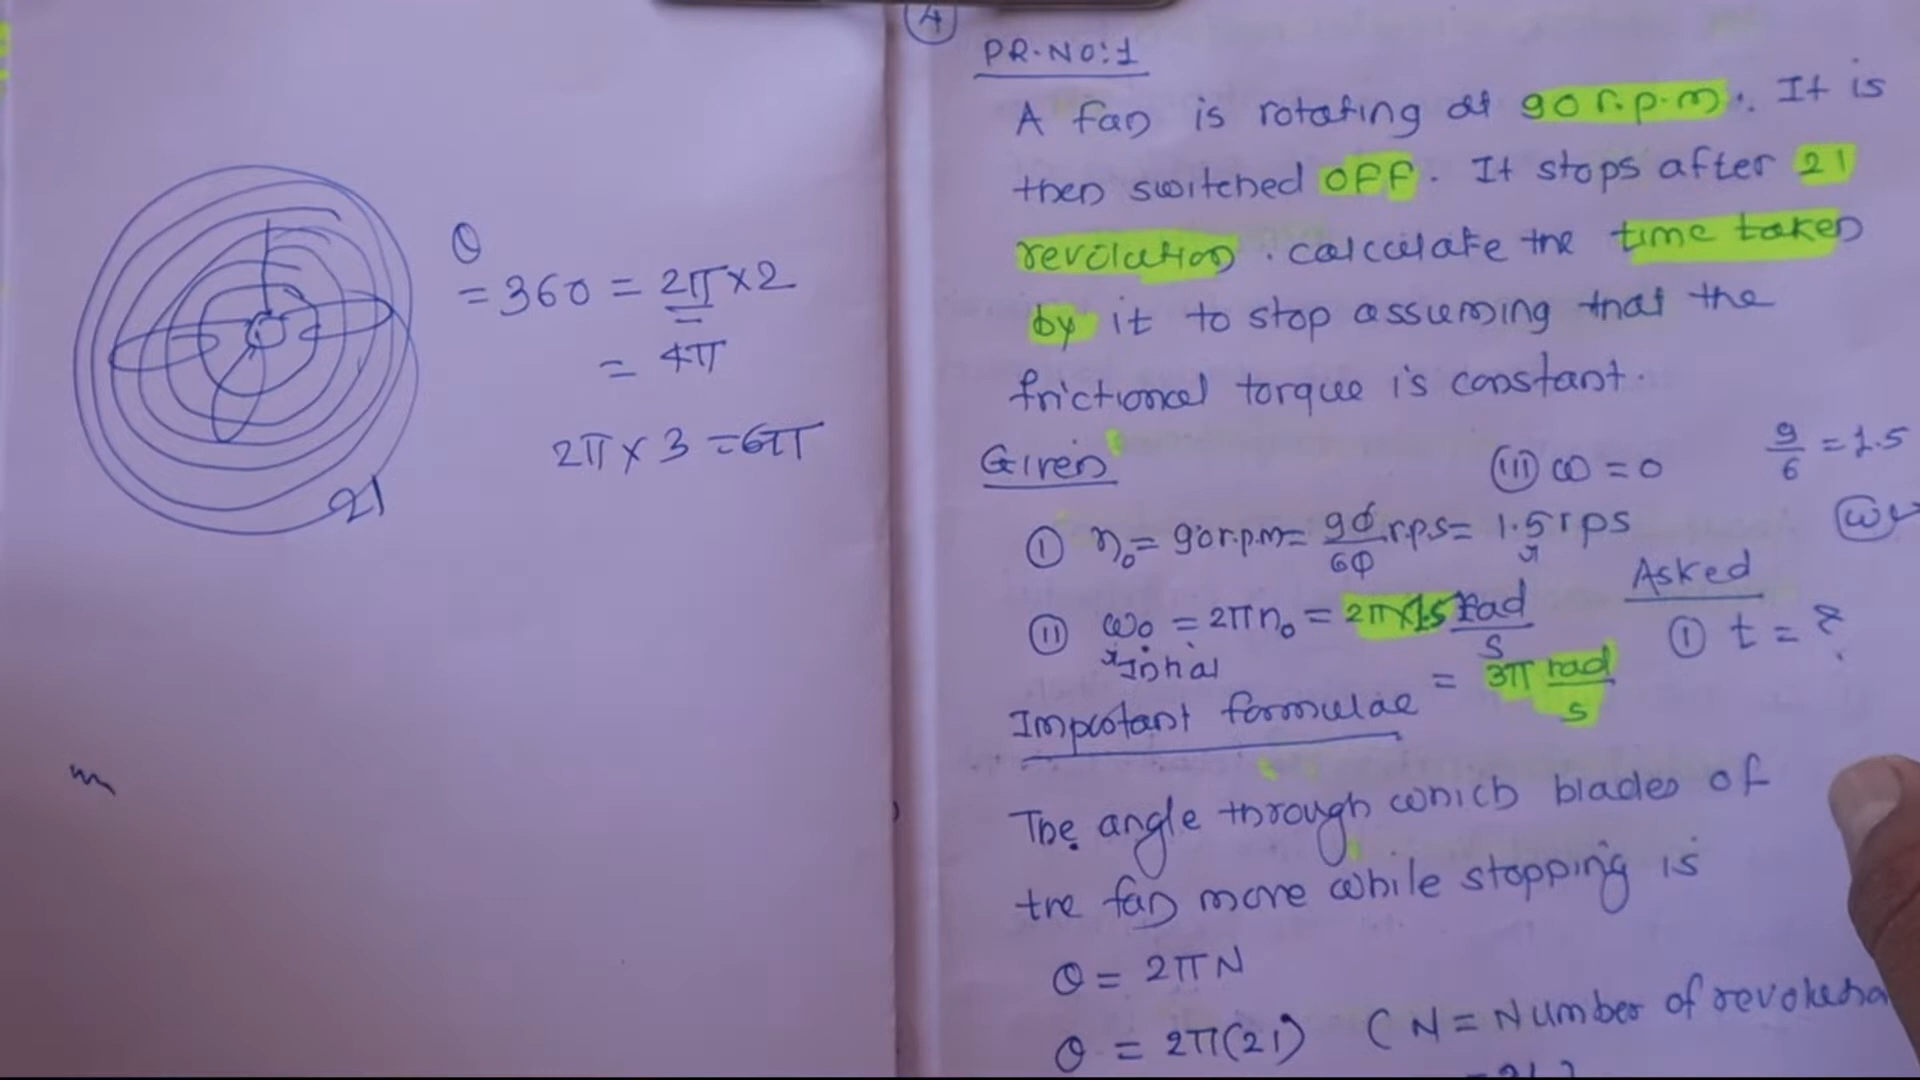 θ
= 360 = 2π×2
= 4π
2π × 3 = 6π
21
4
PR.NO:1
A fan is rotating at 90 r.p.m. It is
then switched OFF. It stops after 21
revolution. calculate the time taken
by it to stop assuming that the
frictional torque is constant.
Given
(III) ω = 0
9/6 = 1.5
(I) n₀ = 90 r.p.m = 90/60 r.p.s = 1.5 rps
Asked
(II) ω₀ = 2πn₀ = 2π×1.5 rad/s
(I) t = ?
= 3π rad/s
Important formulae
The angle through which blades of
the fan move while stopping is
θ = 2πN
θ = 2π(21) (N = Number of